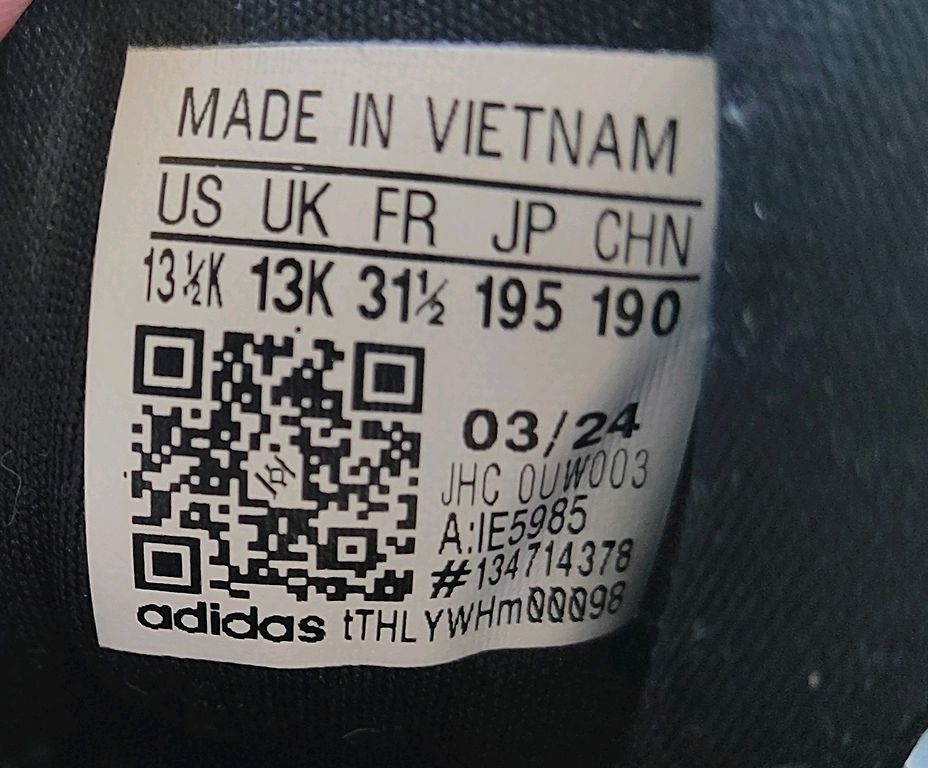 MADE IN VIETNAM
US UK FR JP CHN
13½K 13K 31½ 195 190
03/24
JHC 0UW003
A:IE5985
#134714378
adidas tTHLYWHm00098